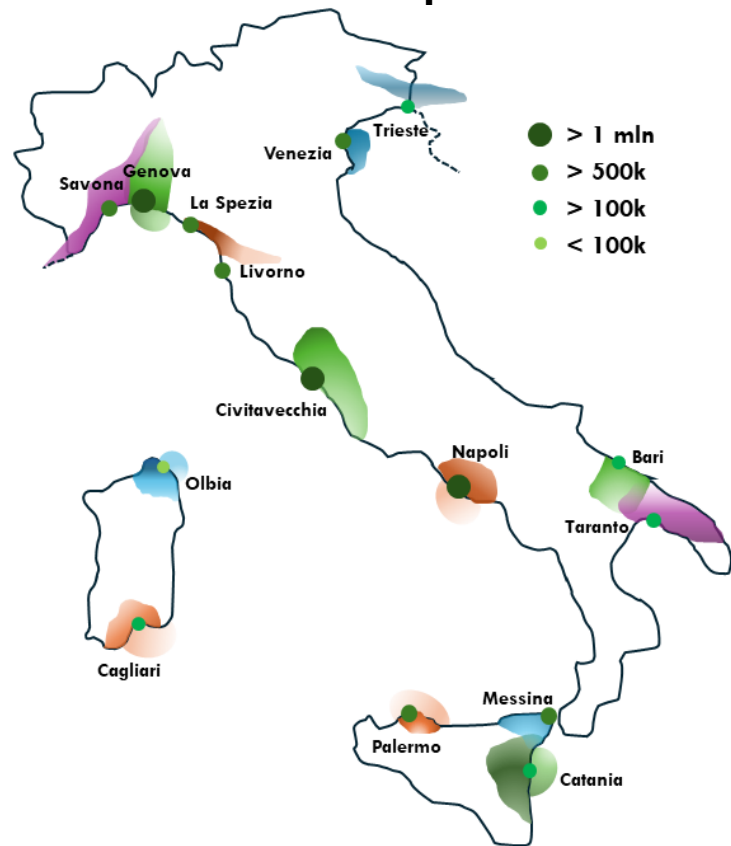 Trieste
Venezia
Genova
Savona
La Spezia
Livorno
> 1 mln
> 500k
> 100k
< 100k
Civitavecchia
Napoli
Bari
Olbia
Taranto
Cagliari
Messina
Palermo
Catania